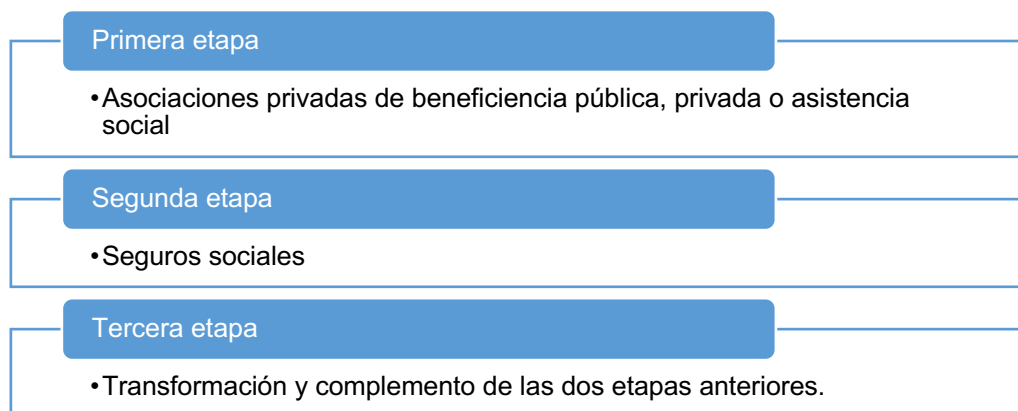 Primera etapa
•Asociaciones privadas de beneficiencia pública, privada o asistencia
social
Segunda etapa
•Seguros sociales
Tercera etapa
•Transformación y complemento de las dos etapas anteriores.